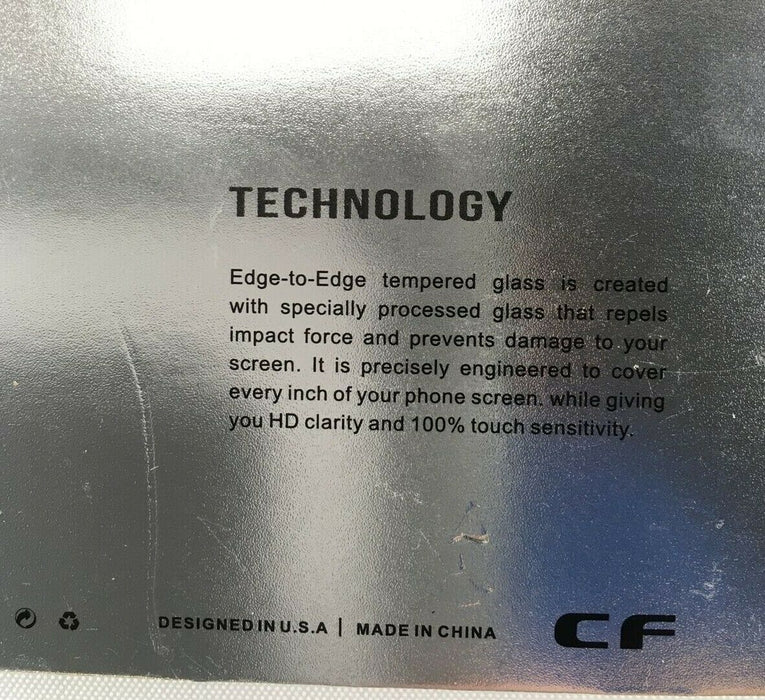 TECHNOLOGY
Edge-to-Edge tempered glass is created
with specially processed glass that repels
impact force and prevents damage to your
screen. It is precisely engineered to cover
every inch of your phone screen. while giving
you HD clarity and 100% touch sensitivity.
DESIGNED IN U.S.A | MADE IN CHINA
CF